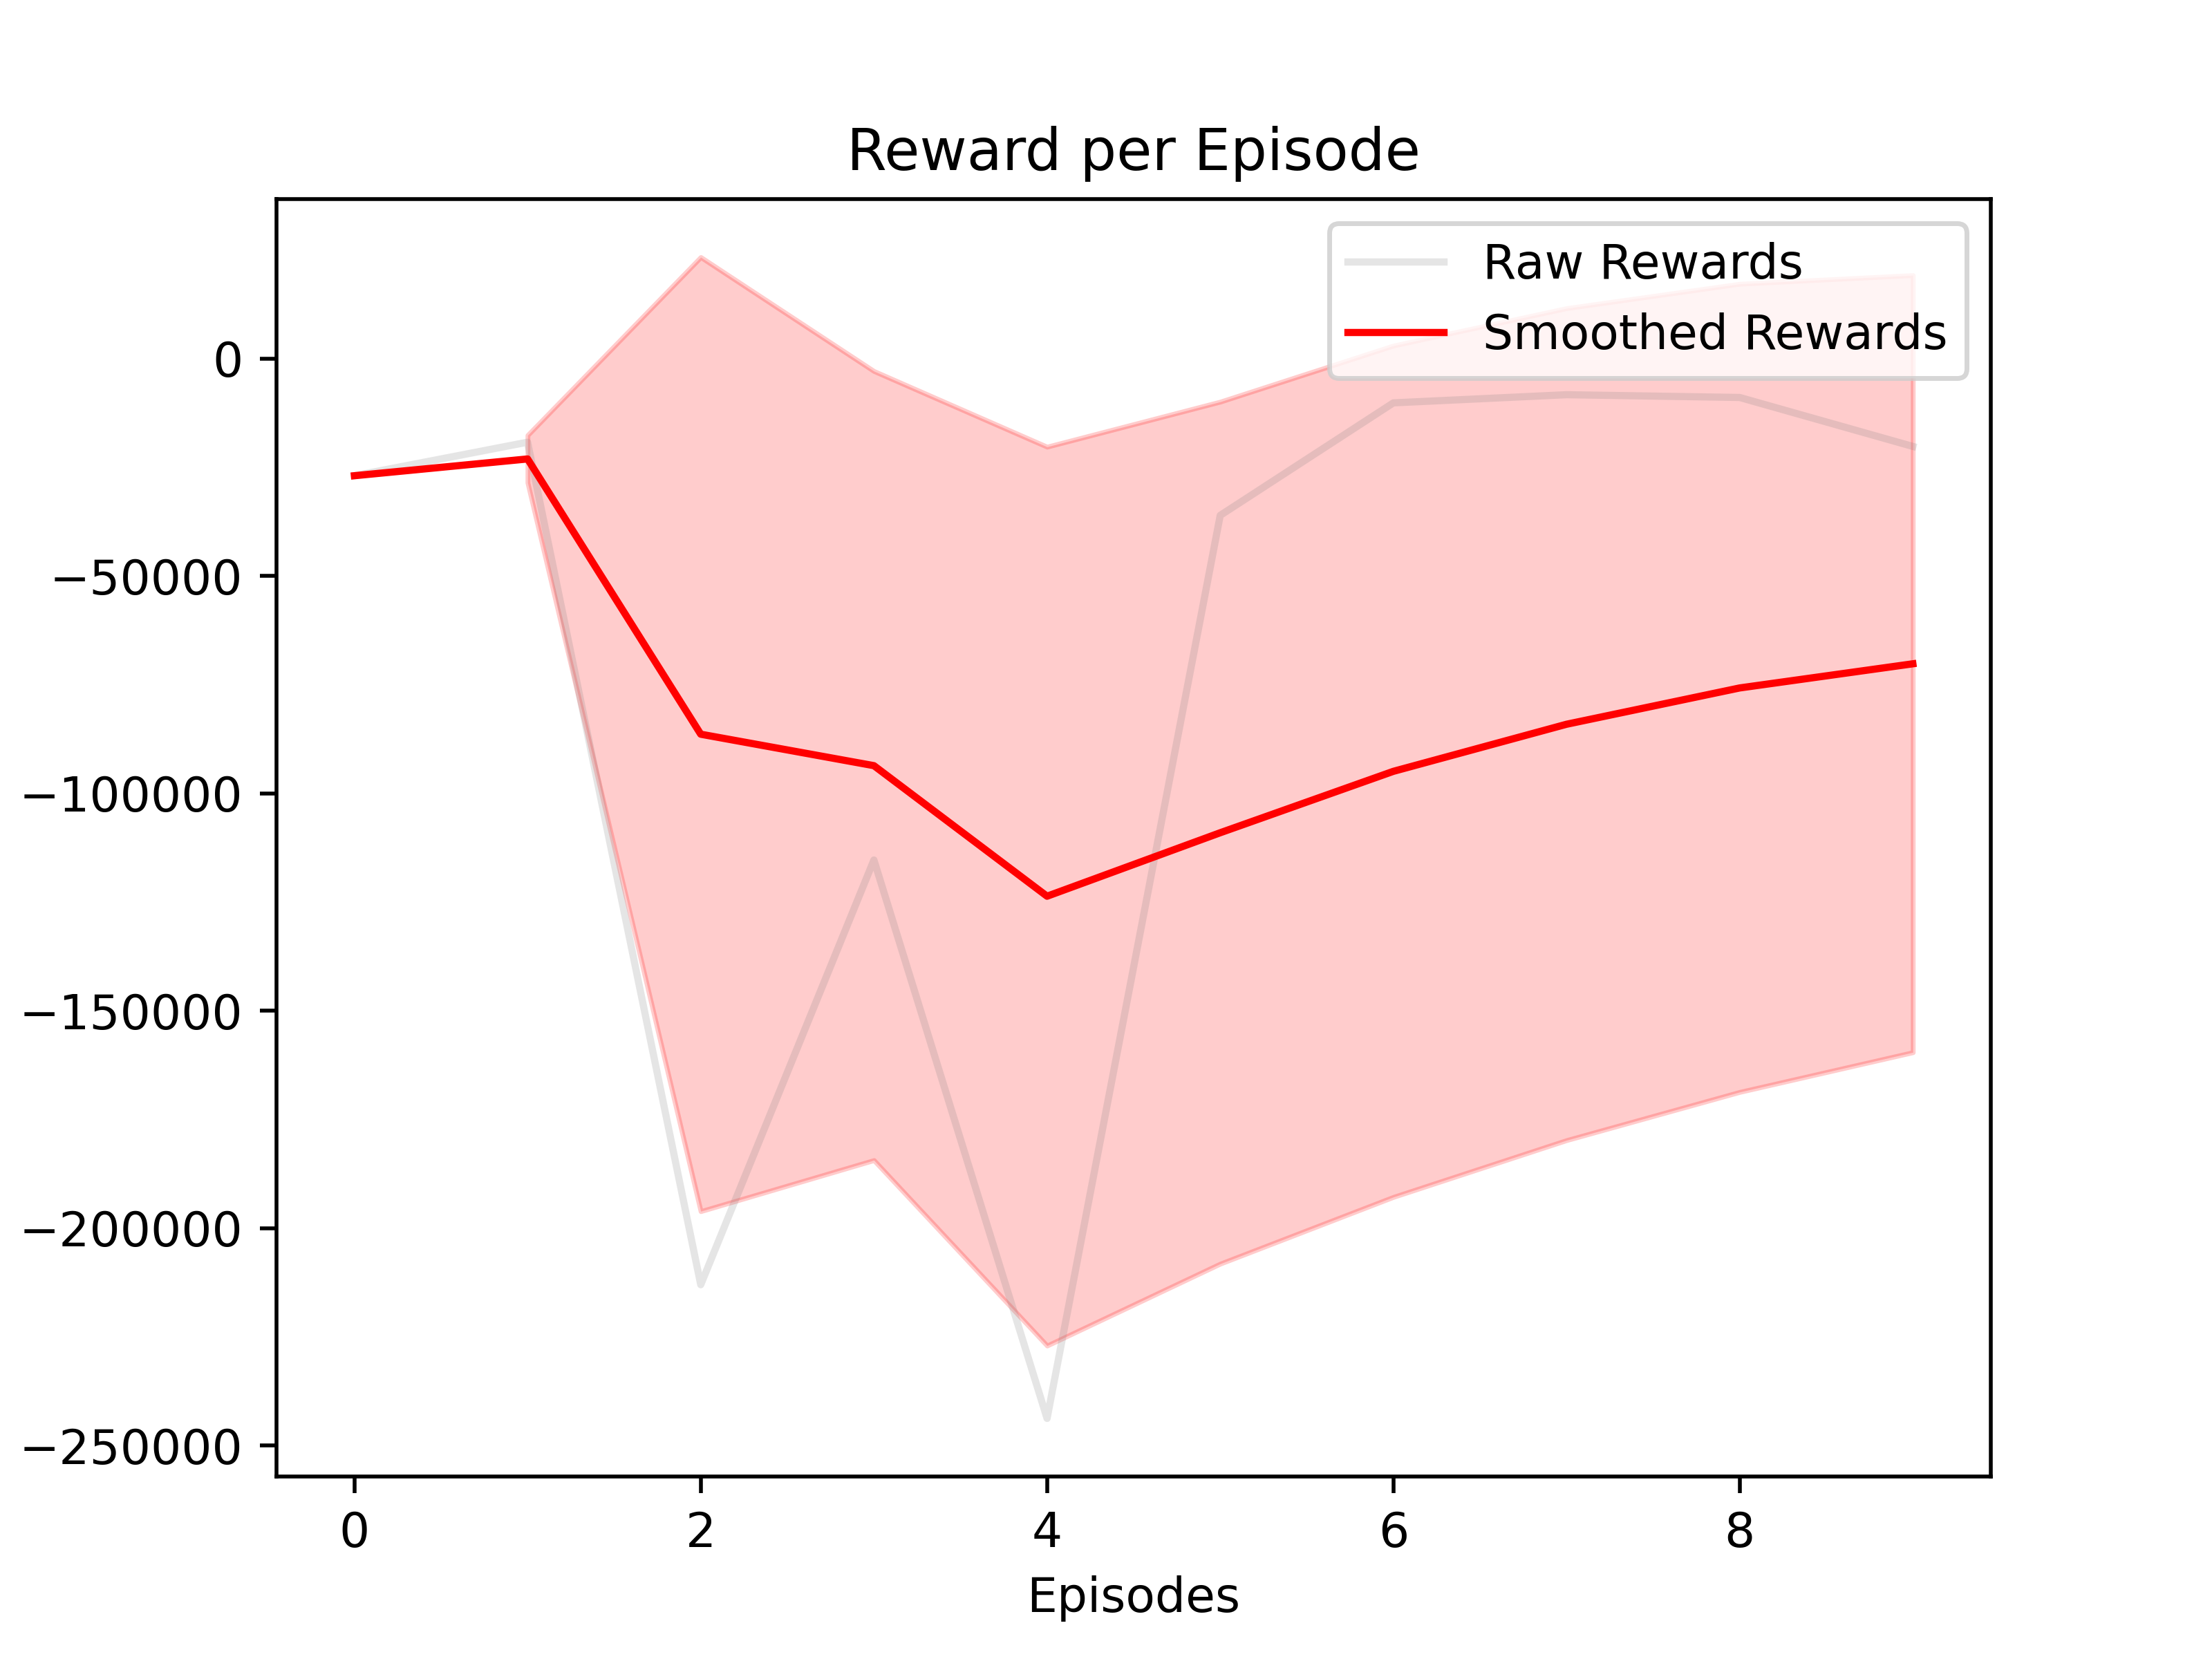 Reward per Episode
Raw Rewards
Smoothed Rewards
0
−50000
−100000
−150000
−200000
−250000
0 2 4 6 8
Episodes